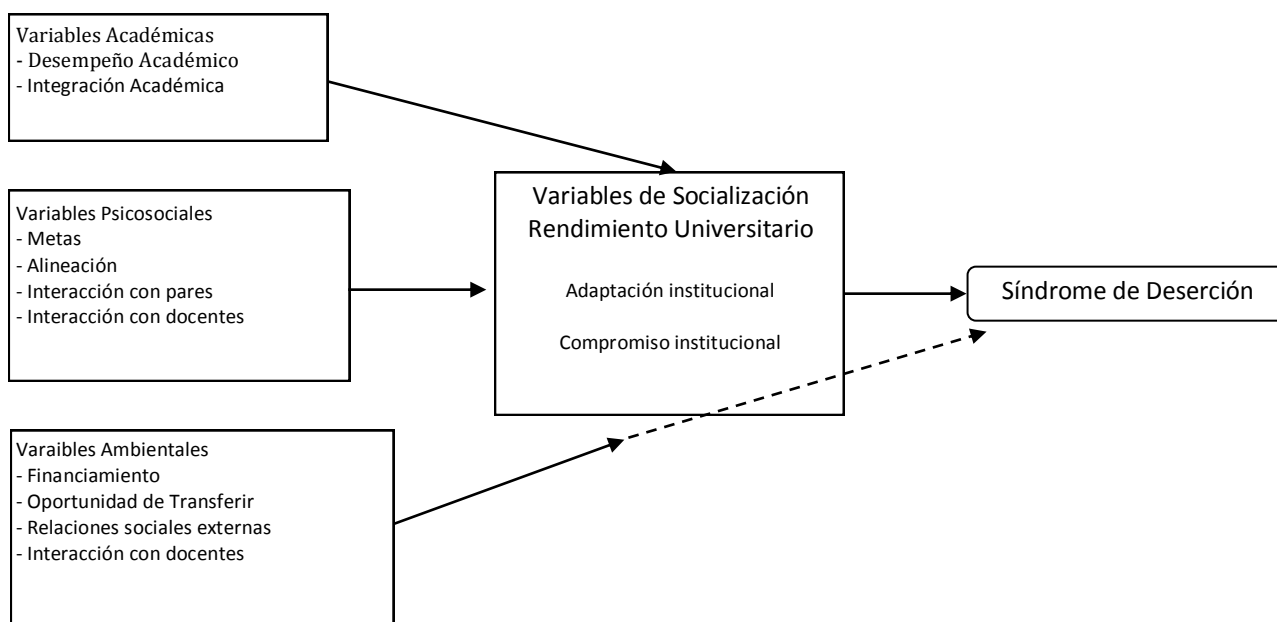 Variables Académicas
- Desempeño Académico
- Integración Académica
Variables Psicosociales
- Metas
- Alineación
- Interacción con pares
- Interacción con docentes
Varaibles Ambientales
- Financiamiento
- Oportunidad de Transferir
- Relaciones sociales externas
- Interacción con docentes
Variables de Socialización
Rendimiento Universitario
Adaptación institucional
Compromiso institucional
Síndrome de Deserción